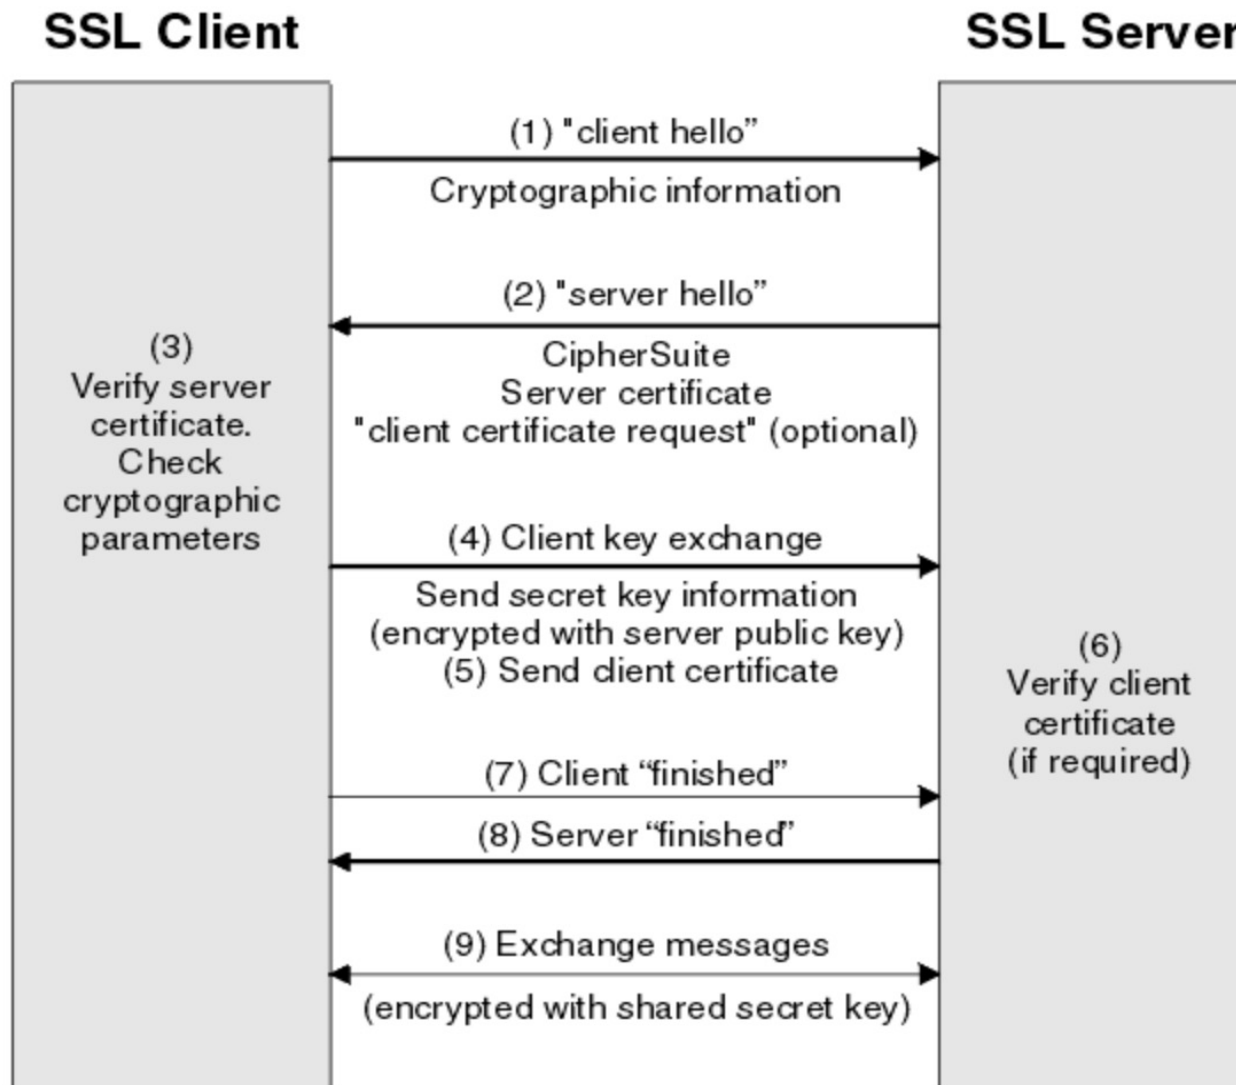 SSL Client
SSL Server
(1) "client hello”
Cryptographic information
(2) "server hello”
CipherSuite
Server certificate
"client certificate request" (optional)
(3)
Verify server
certificate.
Check
cryptographic
parameters
(4) Client key exchange
Send secret key information
(encrypted with server public key)
(5) Send client certificate
(6)
Verify client
certificate
(if required)
(7) Client “finished”
(8) Server “finished”
(9) Exchange messages
(encrypted with shared secret key)